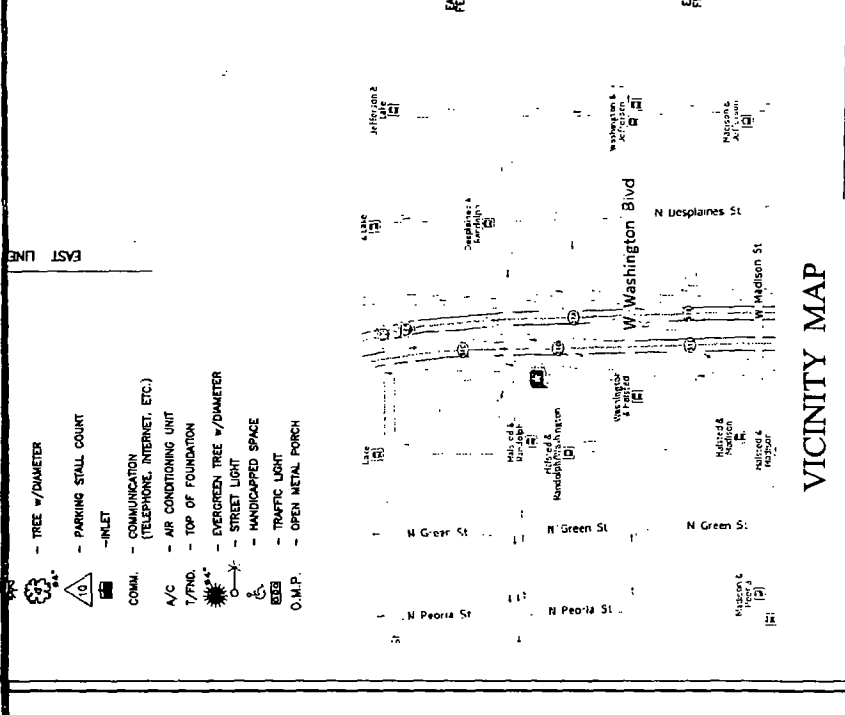 EAST LINE
- TREE w/DIAMETER
10 - PARKING STALL COUNT
-INLET
COMM. - COMMUNICATION
(TELEPHONE, INTERNET, ETC.)
A/C - AIR CONDITIONING UNIT
T/FND. - TOP OF FOUNDATION
- EVERGREEN TREE w/DIAMETER
- STREET LIGHT
- HANDICAPPED SPACE
- TRAFFIC LIGHT
O.M.P. - OPEN METAL PORCH
Jefferson &
Lake
& Lake
Desplaines &
Randolph
Washington &
Jefferson
Madison &
Jefferson
N Desplaines St
W. Washington Blvd
W Madison St
Lake
Halsted &
Randolph
Halsted &
Randolph/Washington
Washington
& Halsted
Halsted &
Madison
Halsted &
Madison
N Green St
N Green St
N Green St
N Peoria St
N Peoria St
Madison &
Peoria
St
VICINITY MAP